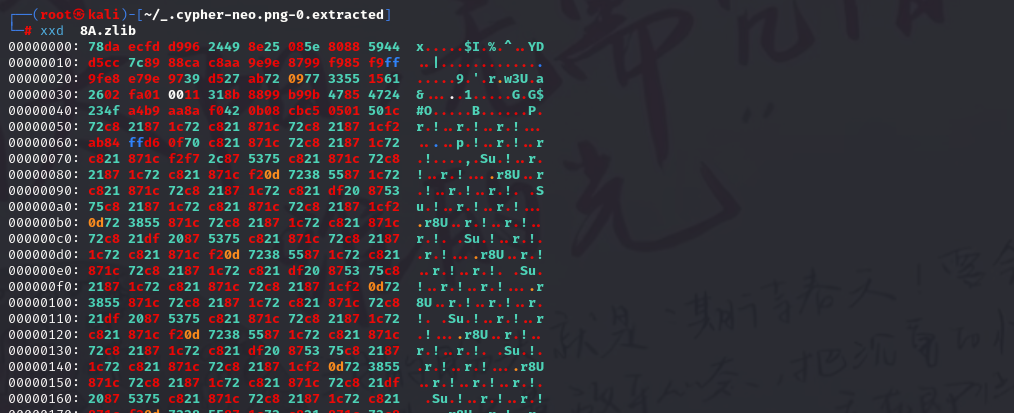 ┌──(root㉿kali)-[~/_.cypher-neo.png-0.extracted]
└─# xxd  8A.zlib
00000000: 78da ecfd d996 2449 8e25 085e 8088 5944  x.....$I.%.^..YD
00000010: d5cc 7c89 88ca c8aa 9e9e 8799 f985 f9ff  ..|.............
00000020: 9fe8 e79e 9739 d527 ab72 0977 3355 1561  .....9.'.r.w3U.a
00000030: 2602 fa01 0011 318b 8899 b99b 4785 4724  &.....1.....G.G$
00000040: 234f a4b9 aa8a f042 0b08 cbc5 0501 501c  #O.....B......P.
00000050: 72c8 2187 1c72 c821 871c 72c8 2187 1cf2  r.!..r.!..r.!...
00000060: ab84 ffd6 0f70 c821 871c 72c8 2187 1c72  .....p.!..r.!..r
00000070: c821 871c f2f7 2c87 5375 c821 871c 72c8  .!....,.Su.!..r.
00000080: 2187 1c72 c821 871c f20d 7238 5587 1c72  !..r.!....r8U..r
00000090: c821 871c 72c8 2187 1c72 c821 df20 8753  .!..r.!..r.!. .S
000000a0: 75c8 2187 1c72 c821 871c 72c8 2187 1cf2  u.!..r.!..r.!...
000000b0: 0d72 3855 871c 72c8 2187 1c72 c821 871c  .r8U..r.!..r.!..
000000c0: 72c8 21df 2087 5375 c821 871c 72c8 2187  r.!. .Su.!..r.!.
000000d0: 1c72 c821 871c f20d 7238 5587 1c72 c821  .r.!....r8U..r.!
000000e0: 871c 72c8 2187 1c72 c821 df20 8753 75c8  ..r.!..r.!. .Su.
000000f0: 2187 1c72 c821 871c 72c8 2187 1cf2 0d72  !..r.!..r.!....r
00000100: 3855 871c 72c8 2187 1c72 c821 871c 72c8  8U..r.!..r.!..r.
00000110: 21df 2087 5375 c821 871c 72c8 2187 1c72  !. .Su.!..r.!..r
00000120: c821 871c f20d 7238 5587 1c72 c821 871c  .!....r8U..r.!..
00000130: 72c8 2187 1c72 c821 df20 8753 75c8 2187  r.!..r.!. .Su.!.
00000140: 1c72 c821 871c 72c8 2187 1cf2 0d72 3855  .r.!..r.!....r8U
00000150: 871c 72c8 2187 1c72 c821 871c 72c8 21df  ..r.!..r.!..r.!.
00000160: 2087 5375 c821 871c 72c8 2187 1c72 c821   .Su.!..r.!..r.!